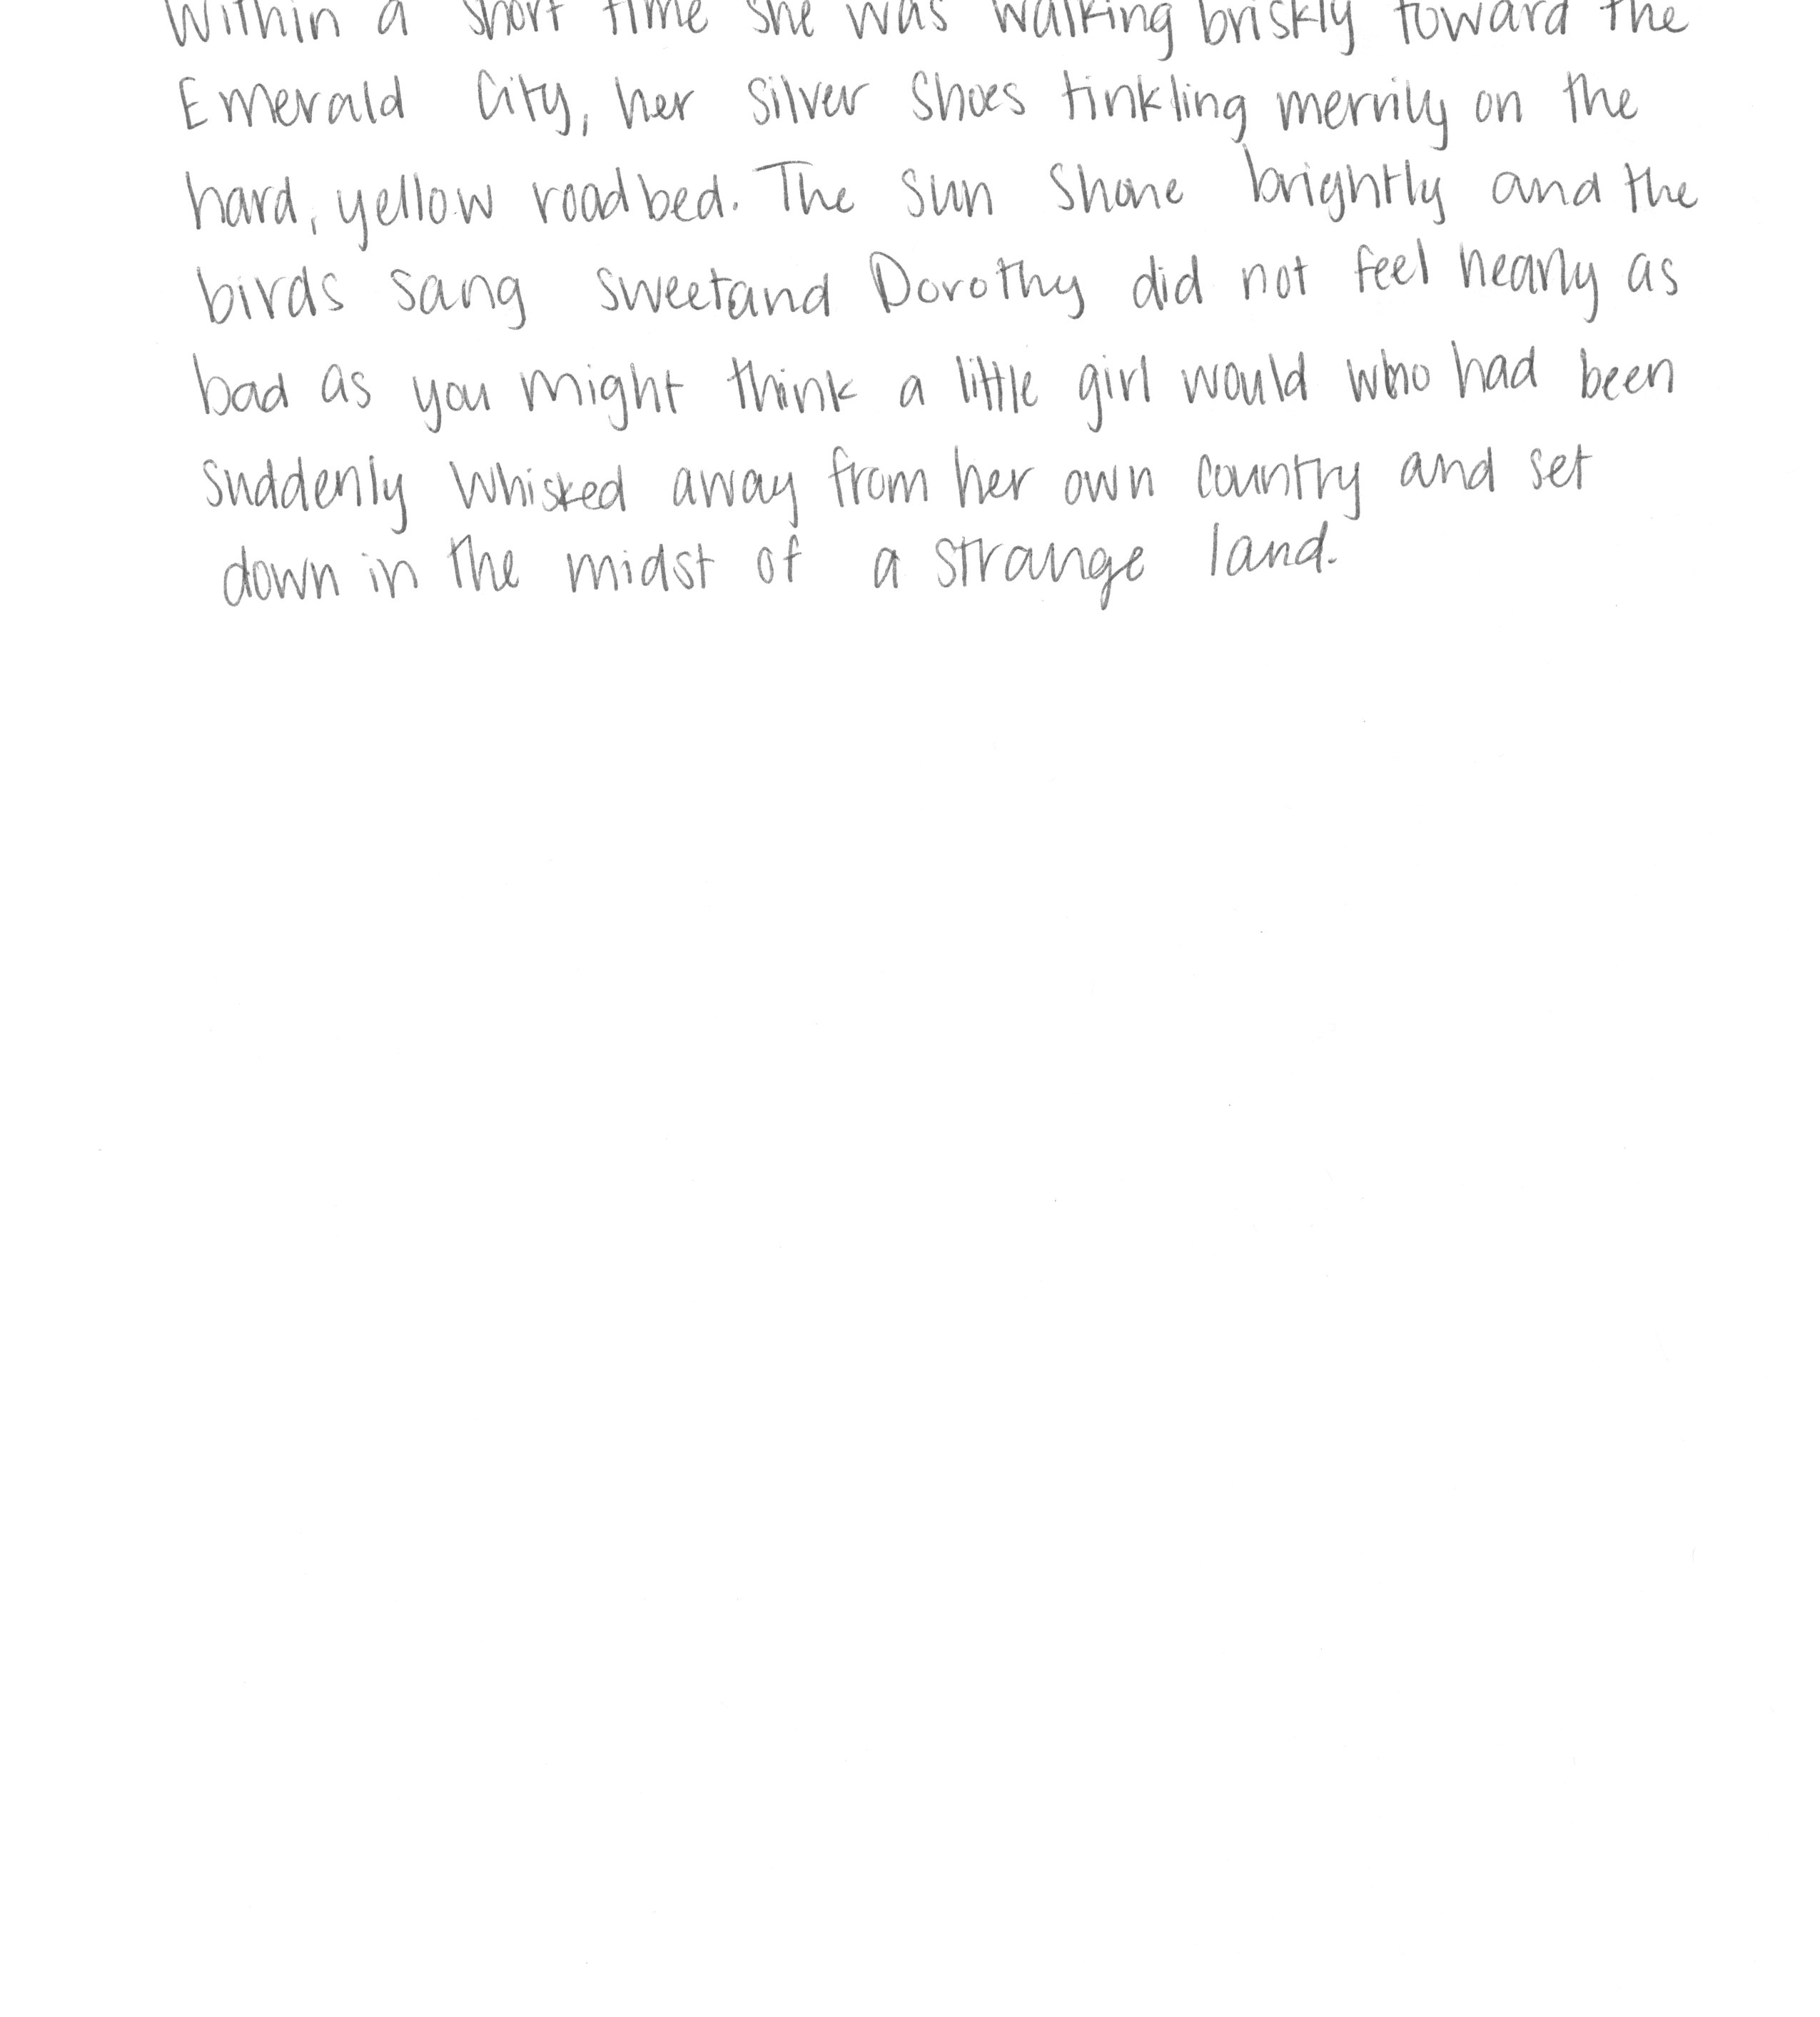 Within a short time she was walking briskly toward the
Emerald City, her silver Shoes tinkling merrily on the
hard, yellow roadbed. The sun shone brightly and the
birds sang sweetand Dorothy did not feel nearly as
bad as you might think a little girl would who had been
suddenly whisked away from her own country and set
down in the midst of a strange land.